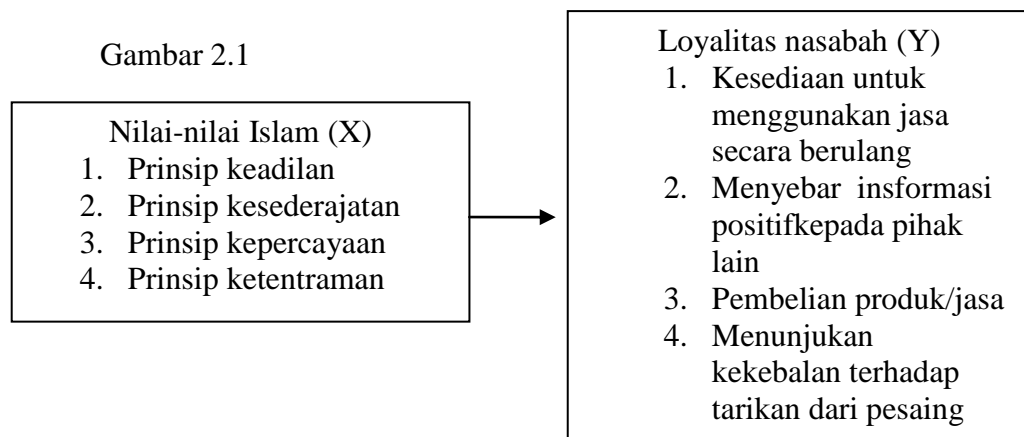 Gambar 2.1
Nilai-nilai Islam (X)
1. Prinsip keadilan
2. Prinsip kesederajatan
3. Prinsip kepercayaan
4. Prinsip ketentraman
Loyalitas nasabah (Y)
1. Kesediaan untuk
menggunakan jasa
secara berulang
2. Menyebar insformasi
positifkepada pihak
lain
3. Pembelian produk/jasa
4. Menunjukan
kekebalan terhadap
tarikan dari pesaing